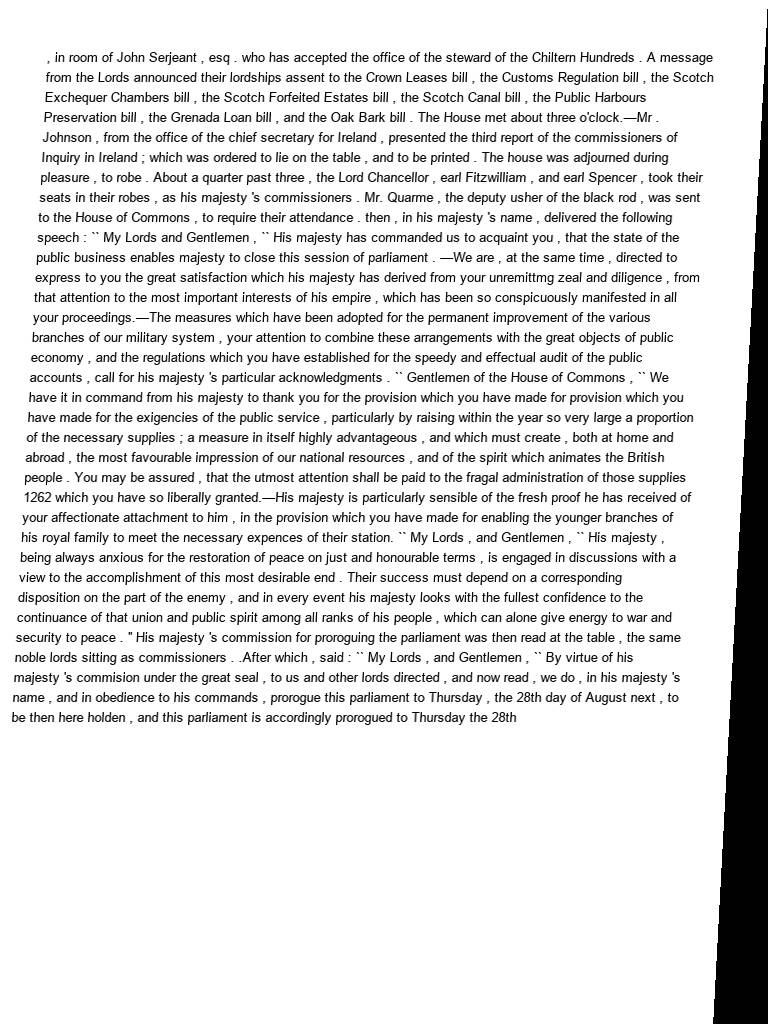 , in room of John Serjeant , esq . who has accepted the office of the steward of the Chiltern Hundreds . A message
from the Lords announced their lordships assent to the Crown Leases bill , the Customs Regulation bill , the Scotch
Exchequer Chambers bill , the Scotch Forfeited Estates bill , the Scotch Canal bill , the Public Harbours
Preservation bill , the Grenada Loan bill , and the Oak Bark bill . The House met about three o'clock.—Mr .
Johnson , from the office of the chief secretary for Ireland , presented the third report of the commissioners of
Inquiry in Ireland ; which was ordered to lie on the table , and to be printed . The house was adjourned during
pleasure , to robe . About a quarter past three , the Lord Chancellor , earl Fitzwilliam , and earl Spencer , took their
seats in their robes , as his majesty 's commissioners . Mr. Quarme , the deputy usher of the black rod , was sent
to the House of Commons , to require their attendance . then , in his majesty 's name , delivered the following
speech : `` My Lords and Gentlemen , `` His majesty has commanded us to acquaint you , that the state of the
public business enables majesty to close this session of parliament . —We are , at the same time , directed to
express to you the great satisfaction which his majesty has derived from your unremittmg zeal and diligence , from
that attention to the most important interests of his empire , which has been so conspicuously manifested in all
your proceedings.—The measures which have been adopted for the permanent improvement of the various
branches of our military system , your attention to combine these arrangements with the great objects of public
economy , and the regulations which you have established for the speedy and effectual audit of the public
accounts , call for his majesty 's particular acknowledgments . `` Gentlemen of the House of Commons , `` We
have it in command from his majesty to thank you for the provision which you have made for provision which you
have made for the exigencies of the public service , particularly by raising within the year so very large a proportion
of the necessary supplies ; a measure in itself highly advantageous , and which must create , both at home and
abroad , the most favourable impression of our national resources , and of the spirit which animates the British
people . You may be assured , that the utmost attention shall be paid to the fragal administration of those supplies
1262 which you have so liberally granted.—His majesty is particularly sensible of the fresh proof he has received of
your affectionate attachment to him , in the provision which you have made for enabling the younger branches of
his royal family to meet the necessary expences of their station. `` My Lords , and Gentlemen , `` His majesty ,
being always anxious for the restoration of peace on just and honourable terms , is engaged in discussions with a
view to the accomplishment of this most desirable end . Their success must depend on a corresponding
disposition on the part of the enemy , and in every event his majesty looks with the fullest confidence to the
continuance of that union and public spirit among all ranks of his people , which can alone give energy to war and
security to peace . " His majesty 's commission for proroguing the parliament was then read at the table , the same
noble lords sitting as commissioners . .After which , said : `` My Lords , and Gentlemen , `` By virtue of his
majesty 's commision under the great seal , to us and other lords directed , and now read , we do , in his majesty 's
name , and in obedience to his commands , prorogue this parliament to Thursday , the 28th day of August next , to
be then here holden , and this parliament is accordingly prorogued to Thursday the 28th